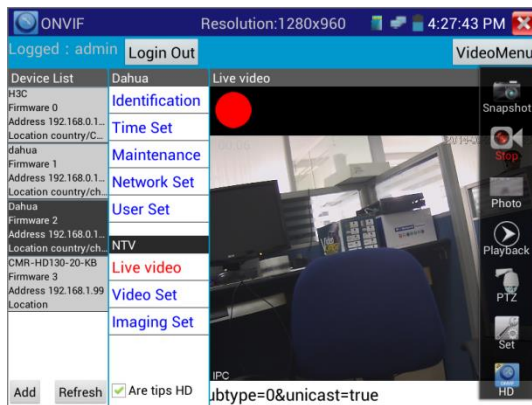 ONVIF Resolution:1280x960 4:27:43 PM
Logged : admin Login Out VideoMenu
Device List
H3C
Firmware 0
Address 192.168.0.1...
Location country/C...
dahua
Firmware 1
Address 192.168.0.1...
Location country/ch...
Dahua
Firmware 2
Address 192.168.0.1...
Location country/ch...
CMR-HD130-20-KB
Firmware 3
Address 192.168.1.99
Location
Add Refresh
Dahua
Identification
Time Set
Maintenance
Network Set
User Set
NTV
Live video
Video Set
Imaging Set
Are tips HD
Live video
IPC
ubtype=0&unicast=true
Snapshot
Stop
Photo
Playback
PTZ
Set
HD